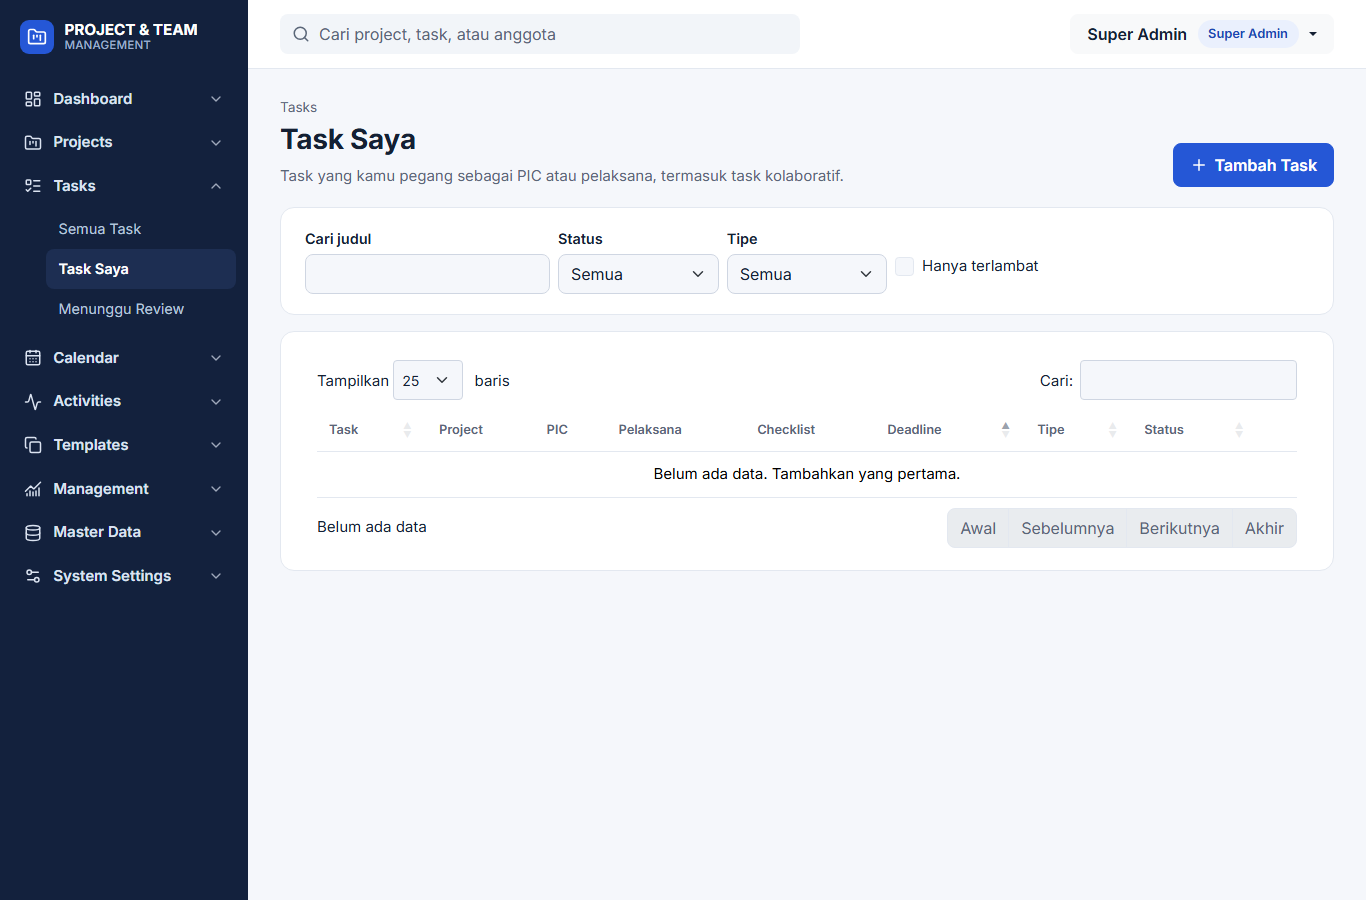 PROJECT & TEAM
MANAGEMENT
Cari project, task, atau anggota
Super Admin Super Admin
Dashboard
Projects
Tasks
Semua Task
Task Saya
Menunggu Review
Calendar
Activities
Templates
Management
Master Data
System Settings
Tasks
Task Saya
Task yang kamu pegang sebagai PIC atau pelaksana, termasuk task kolaboratif.
+ Tambah Task
Cari judul Status Tipe
Semua Semua Hanya terlambat
Tampilkan 25 baris Cari:
Task Project PIC Pelaksana Checklist Deadline Tipe Status
Belum ada data. Tambahkan yang pertama.
Belum ada data Awal Sebelumnya Berikutnya Akhir